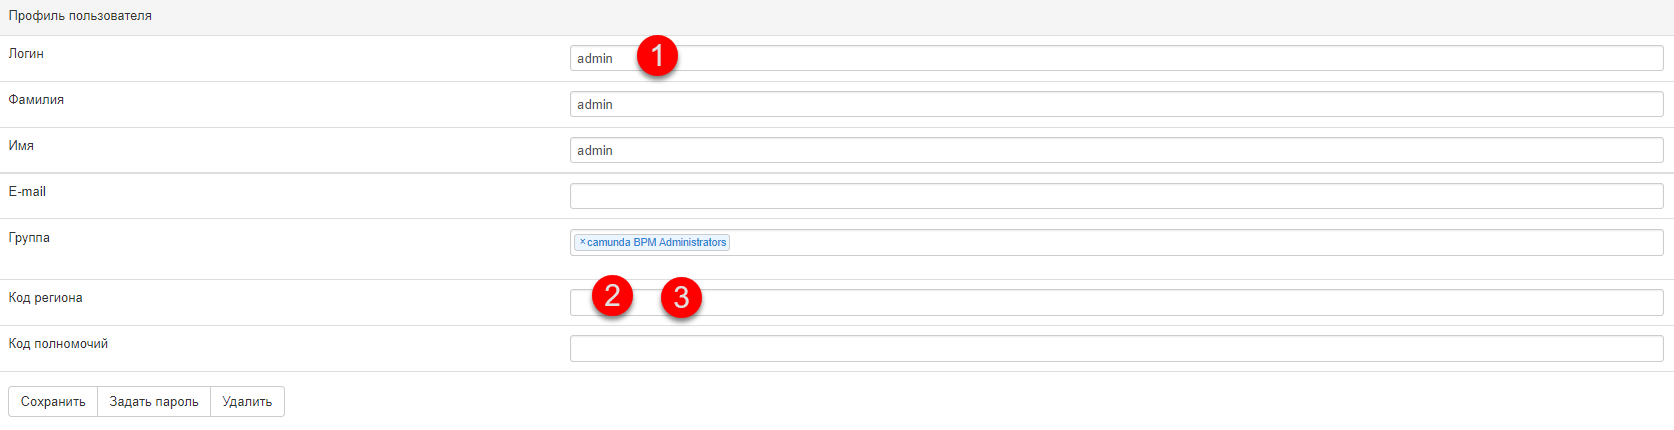 Профиль пользователя
Логин admin 1
Фамилия admin
Имя admin
E-mail
Группа ×camunda BPM Administrators
Код региона 2 3
Код полномочий
Сохранить Задать пароль Удалить